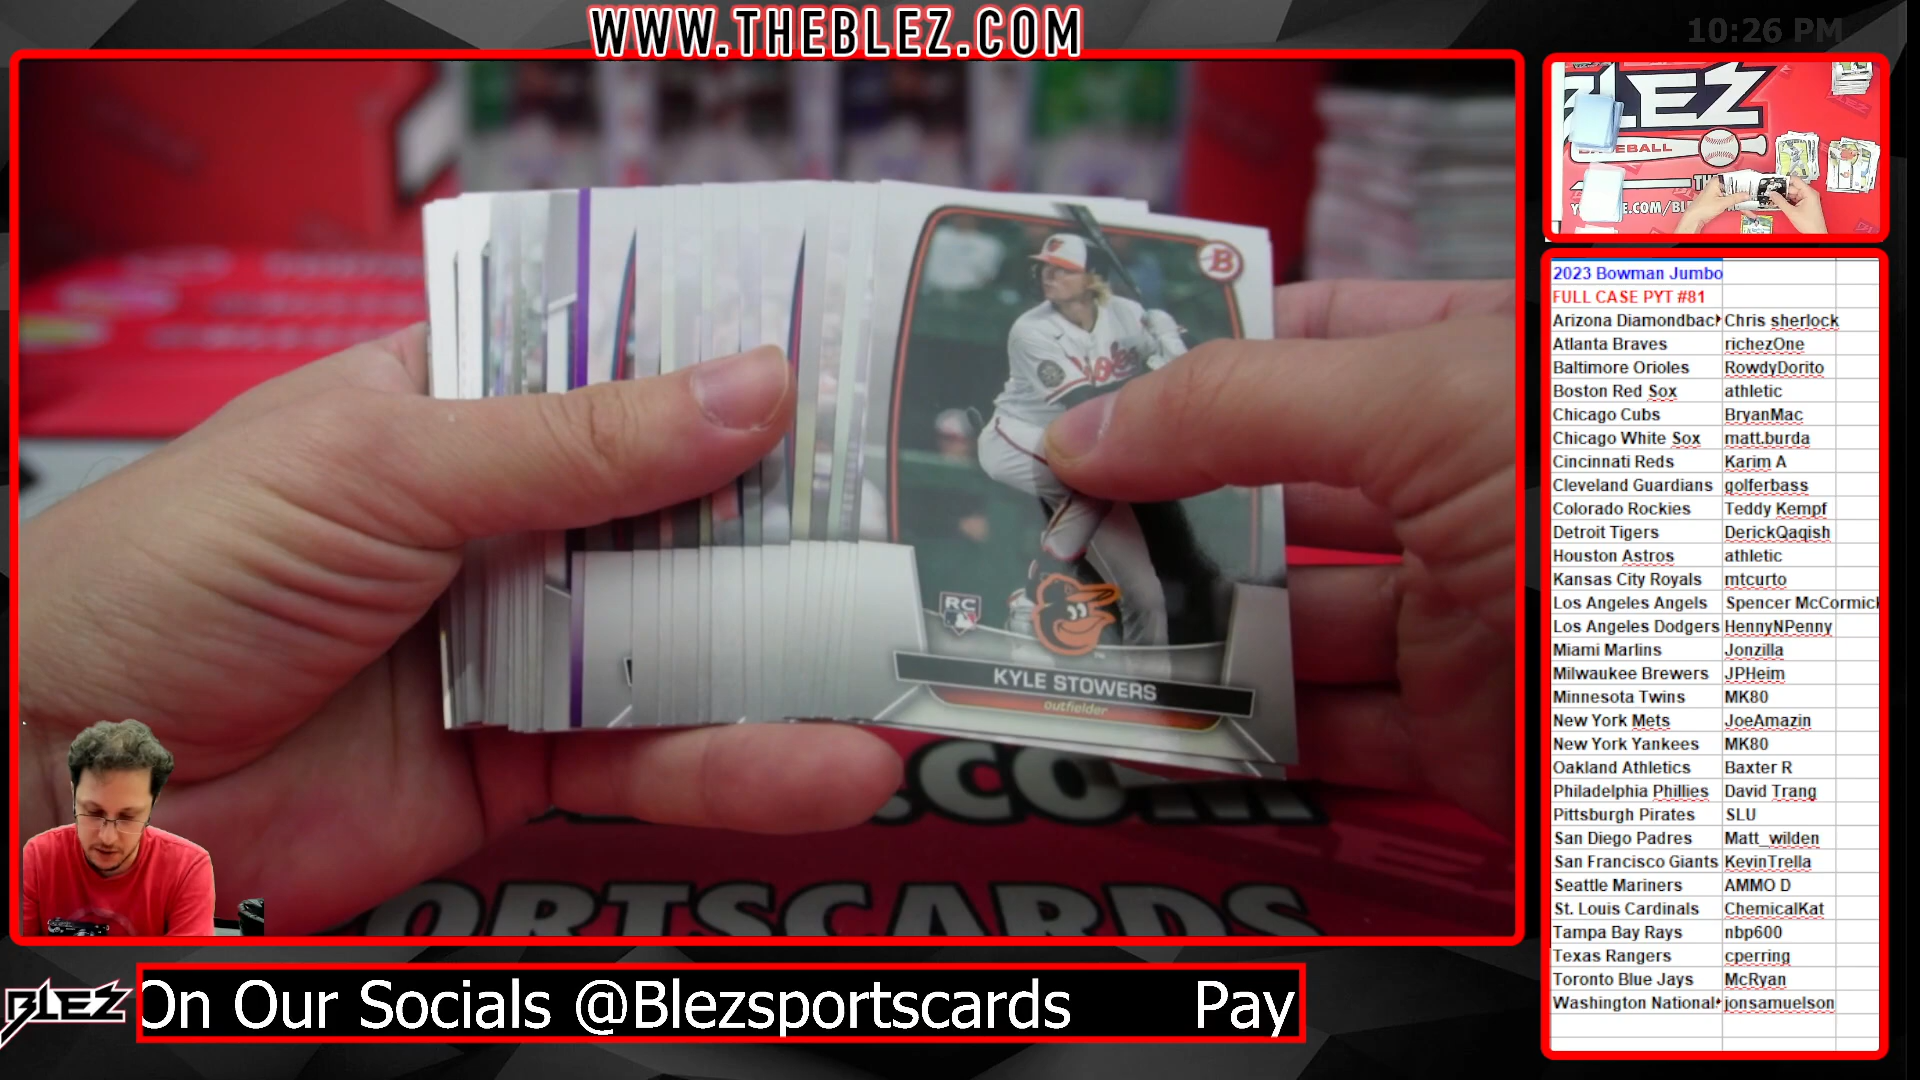 WWW.THEBLEZ.COM
10:26 PM
BLEZ
BASEBALL
B
RC
KYLE STOWERS
outfielder
.COM
ORTSCARDS
2023 Bowman Jumbo
FULL CASE PYT #81
Arizona Diamondbac Chris sherlock
Atlanta Braves richezOne
Baltimore Orioles RowdyDorito
Boston Red Sox athletic
Chicago Cubs BryanMac
Chicago White Sox matt.burda
Cincinnati Reds Karim A
Cleveland Guardians golferbass
Colorado Rockies Teddy Kempf
Detroit Tigers DerickQaqish
Houston Astros athletic
Kansas City Royals mtcurto
Los Angeles Angels Spencer McCormick
Los Angeles Dodgers HennyNPenny
Miami Marlins Jonzilla
Milwaukee Brewers JPHeim
Minnesota Twins MK80
New York Mets JoeAmazin
New York Yankees MK80
Oakland Athletics Baxter R
Philadelphia Phillies David Trang
Pittsburgh Pirates SLU
San Diego Padres Matt_wilden
San Francisco Giants KevinTrella
Seattle Mariners AMMO D
St. Louis Cardinals ChemicalKat
Tampa Bay Rays nbp600
Texas Rangers cperring
Toronto Blue Jays McRyan
Washington National jonsamuelson
BLEZ
On Our Socials @Blezsportscards Pay